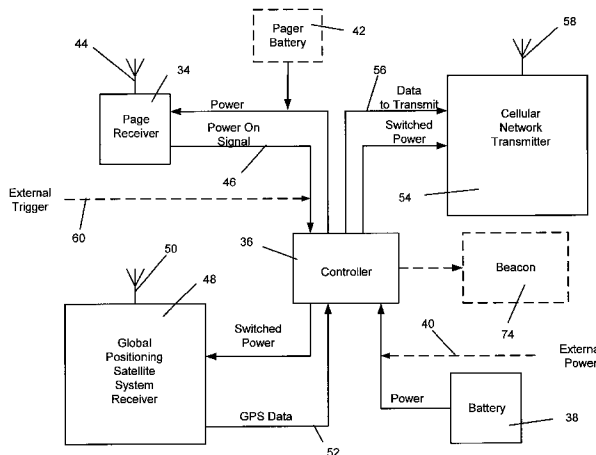 44
34
Pager
Battery
42
58
56
Power
Data
to Transmit
Page
Receiver
Power On
Signal
Switched
Power
Cellular
Network
Transmitter
46
54
External
Trigger
60
50
48
36
Controller
Beacon
74
Global
Positioning
Satellite
System
Receiver
Switched
Power
40
External
Power
GPS Data
52
Power
Battery
38